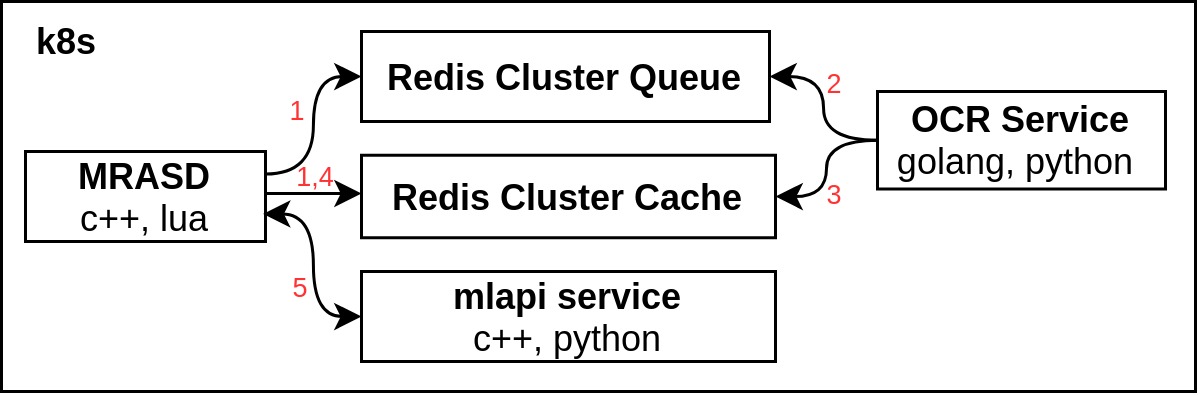 k8s
Redis Cluster Queue
1
2
OCR Service
golang, python
MRASD
c++, lua
1,4
Redis Cluster Cache
3
5
mlapi service
c++, python